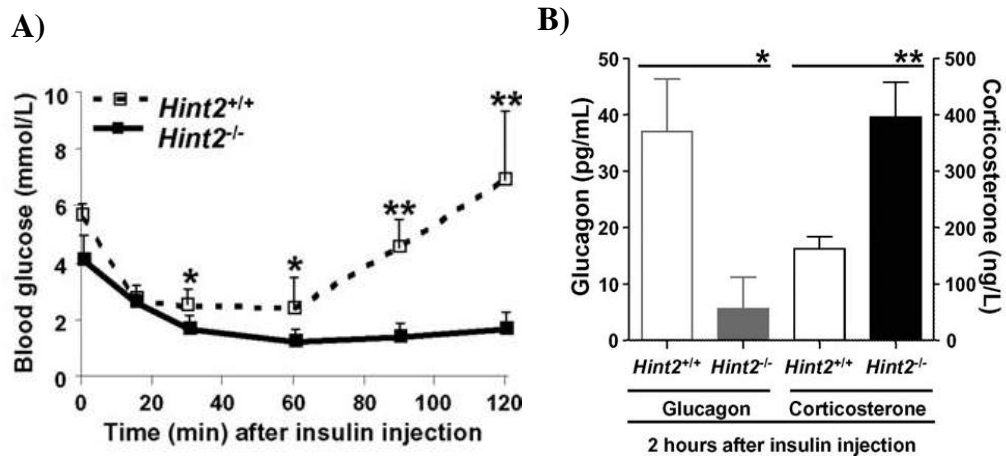 A)
Blood glucose (mmol/L)
10
8
6
4
2
0
Hint2+/+
Hint2-/-
*
*
**
**
0 20 40 60 80 100 120
Time (min) after insulin injection
B)
Glucagon (pg/mL)
50
40
30
20
10
0
*
**
500
400
300
200
100
0
Corticosterone (ng/L)
Hint2+/+ Hint2-/- Hint2+/+ Hint2-/-
Glucagon Corticosterone
2 hours after insulin injection